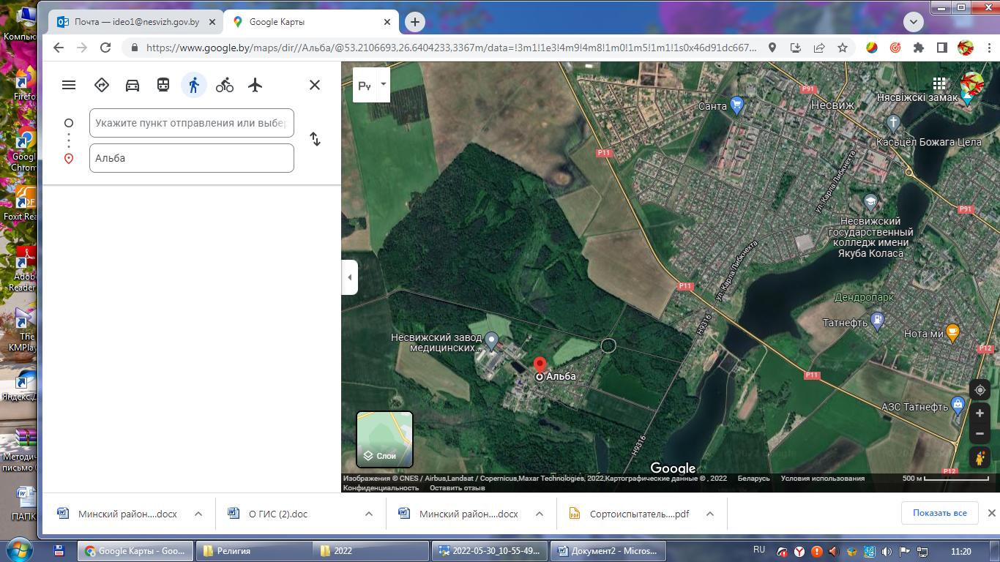 Компью
Почта — ideo1@nesvizh.gov.by
Google Карты
https://www.google.by/maps/dir//Альба/@53.2106693,26.6404233,3367m/data=!3m1!1e3!4m9!4m8!1m0!1m5!1m1!1s0x46d91dc667...
Firefo
Google
Chrom
Foxit Rea
Adob
Reader
The
KMPla
Яндекс.
Методич
письмо
ПАПК
Укажите пункт отправления или выбер
Альба
P91
Несвиж
Нясвіжскі замак
Санта
Касьцёл Божага Цела
P11
ул. Карла Либкнехта
P91
Несвижский
государственный
колледж имени
Якуба Коласа
ул. Карла Либкнехта
P11
Дендропарк
Татнефть
Нота ми
H9316
Несвижский завод
медицинских...
P12
Альба
P11
АЗС Татнефть
H9316
Слои
Google
P12
Изображения © CNES / Airbus,Landsat / Copernicus,Maxar Technologies, 2022,Картографические данные © , 2022 Беларусь Условия использования 500 м
Конфиденциальность Оставить отзыв
Минский район....docx
О ГИС (2).doc
Минский район....docx
Сортоиспытатель....pdf
Показать все
Google Карты - Goo...
Религия
2022
2022-05-30_10-55-49...
Документ2 - Micros...
RU
11:20